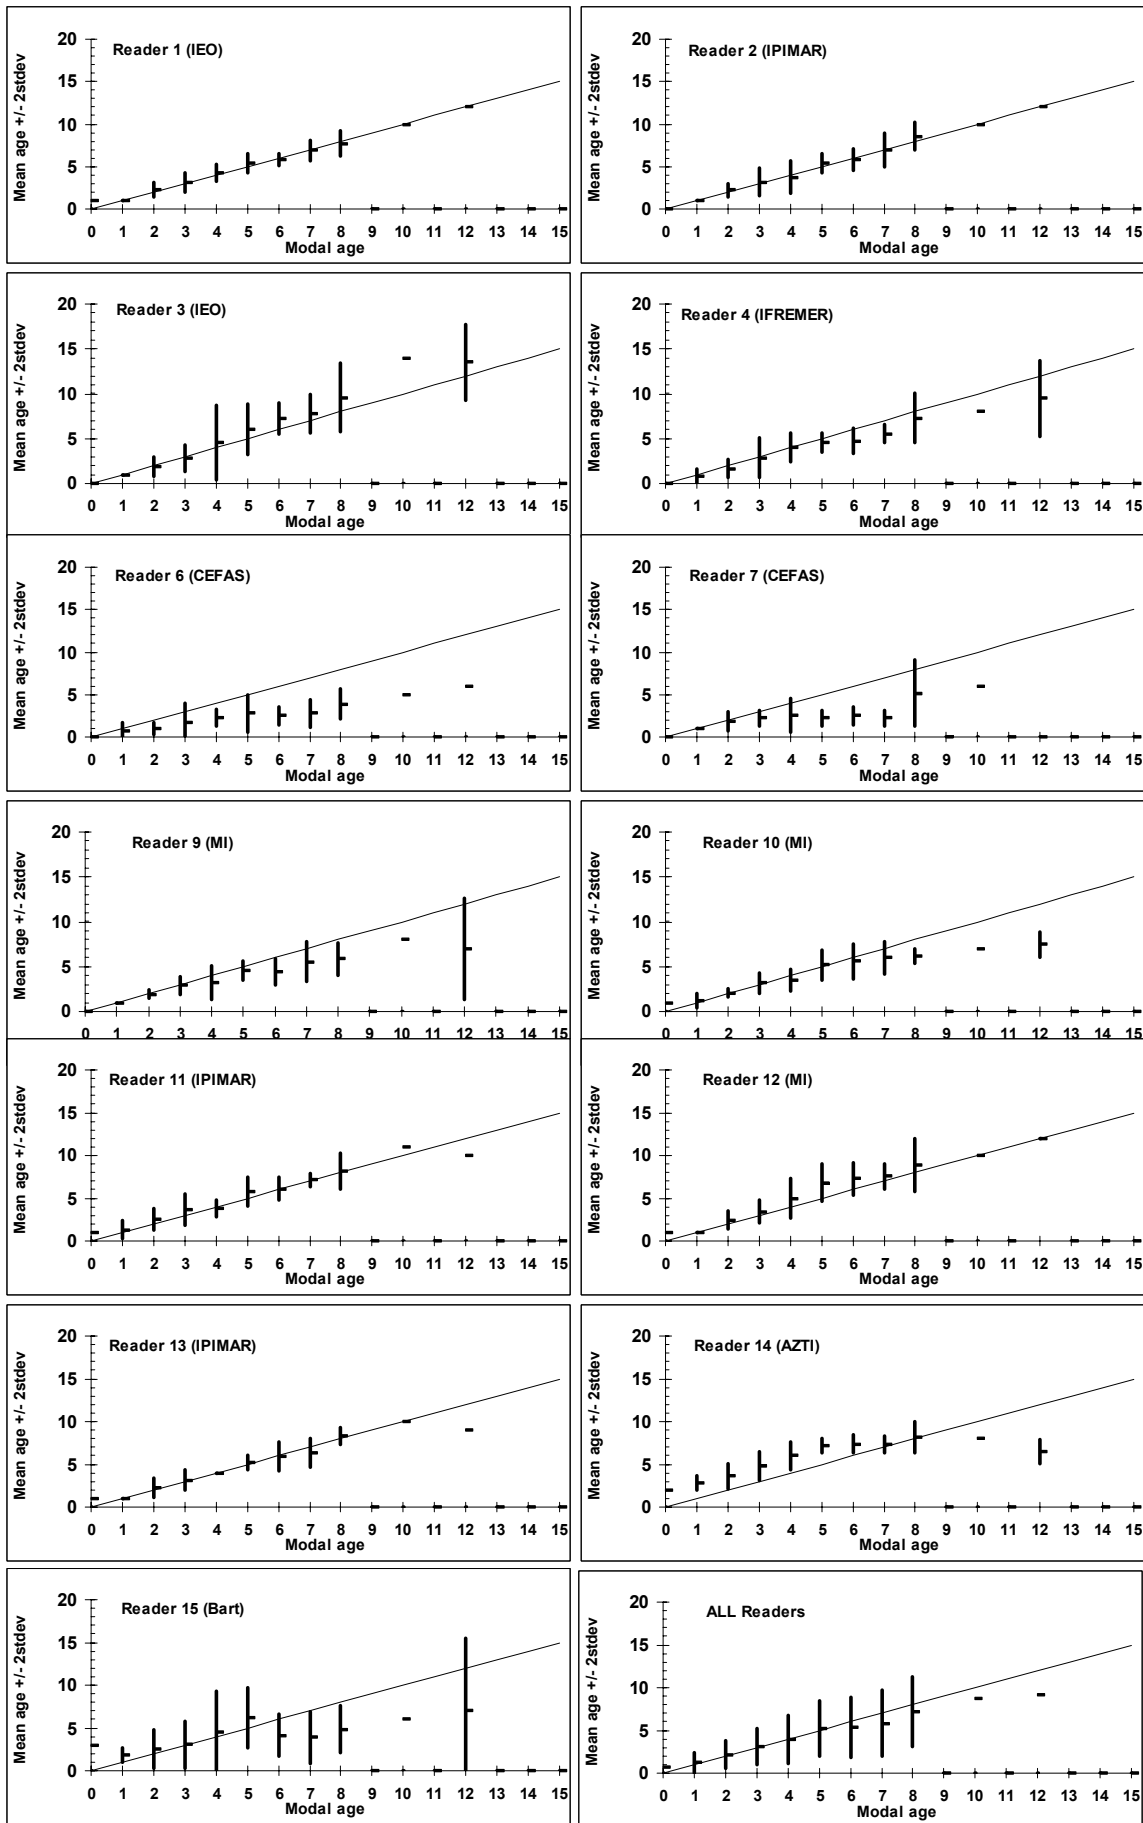 Mean age +/- 2stdev
Reader 1 (IEO)
20
15
10
5
0
0 1 2 3 4 5 6 7 8 9 10 11 12 13 14 15
Modal age
Mean age +/- 2stdev
Reader 2 (IPIMAR)
20
15
10
5
0
0 1 2 3 4 5 6 7 8 9 10 11 12 13 14 15
Modal age
Mean age +/- 2stdev
Reader 3 (IEO)
20
15
10
5
0
0 1 2 3 4 5 6 7 8 9 10 11 12 13 14 15
Modal age
Mean age +/- 2stdev
Reader 4 (IFREMER)
20
15
10
5
0
0 1 2 3 4 5 6 7 8 9 10 11 12 13 14 15
Modal age
Mean age +/- 2stdev
Reader 6 (CEFAS)
20
15
10
5
0
0 1 2 3 4 5 6 7 8 9 10 11 12 13 14 15
Modal age
Mean age +/- 2stdev
Reader 7 (CEFAS)
20
15
10
5
0
0 1 2 3 4 5 6 7 8 9 10 11 12 13 14 15
Modal age
Mean age +/- 2stdev
Reader 9 (MI)
20
15
10
5
0
0 1 2 3 4 5 6 7 8 9 10 11 12 13 14 15
Mean age +/- 2stdev
Reader 10 (MI)
20
15
10
5
0
0 1 2 3 4 5 6 7 8 9 10 11 12 13 14 15
Mean age +/- 2stdev
Reader 11 (IPIMAR)
20
15
10
5
0
0 1 2 3 4 5 6 7 8 9 10 11 12 13 14 15
Modal age
Mean age +/- 2stdev
Reader 12 (MI)
20
15
10
5
0
0 1 2 3 4 5 6 7 8 9 10 11 12 13 14 15
Modal age
Mean age +/- 2stdev
Reader 13 (IPIMAR)
20
15
10
5
0
0 1 2 3 4 5 6 7 8 9 10 11 12 13 14 15
Modal age
Mean age +/- 2stdev
Reader 14 (AZTI)
20
15
10
5
0
0 1 2 3 4 5 6 7 8 9 10 11 12 13 14 15
Modal age
Mean age +/- 2stdev
Reader 15 (Bart)
20
15
10
5
0
0 1 2 3 4 5 6 7 8 9 10 11 12 13 14 15
Modal age
Mean age +/- 2stdev
ALL Readers
20
15
10
5
0
0 1 2 3 4 5 6 7 8 9 10 11 12 13 14 15
Modal age